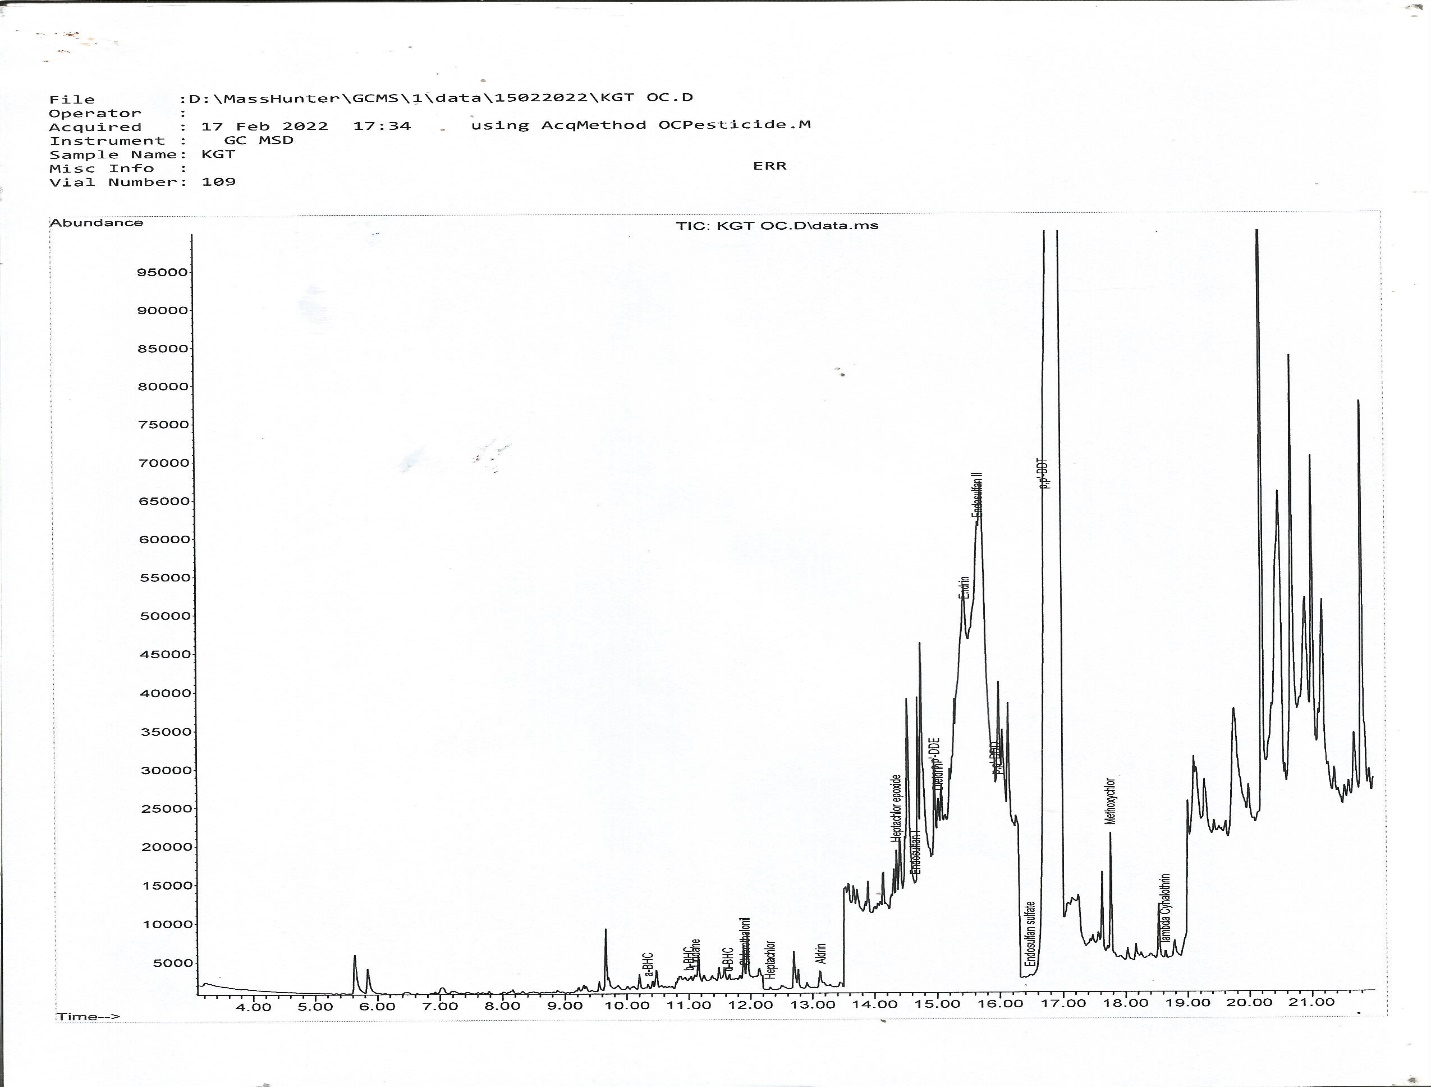 File :D:\MassHunter\GCMS\1\data\15022022\KGT OC.D
Operator :
Acquired : 17 Feb 2022 17:34 using AcqMethod OCPesticide.M
Instrument : GC MSD
Sample Name: KGT
Misc Info : ERR
Vial Number: 109
Abundance
TIC: KGT OC.D\data.ms
95000
90000
85000
80000
75000
70000
65000
60000
55000
50000
45000
40000
35000
30000
25000
20000
15000
10000
5000
a-BHC
b-BHC
d-BHC
Heptachlor
Aldrin
Heptachlor epoxide
Endosulfan I
p,p'-DDE
Endrin
Endosulfan II
Endosulfan sulfate
p,p'-DDT
Methoxychlor
lambda Cyhalothrin
4.00 5.00 6.00 7.00 8.00 9.00 10.00 11.00 12.00 13.00 14.00 15.00 16.00 17.00 18.00 19.00 20.00 21.00
Time-->